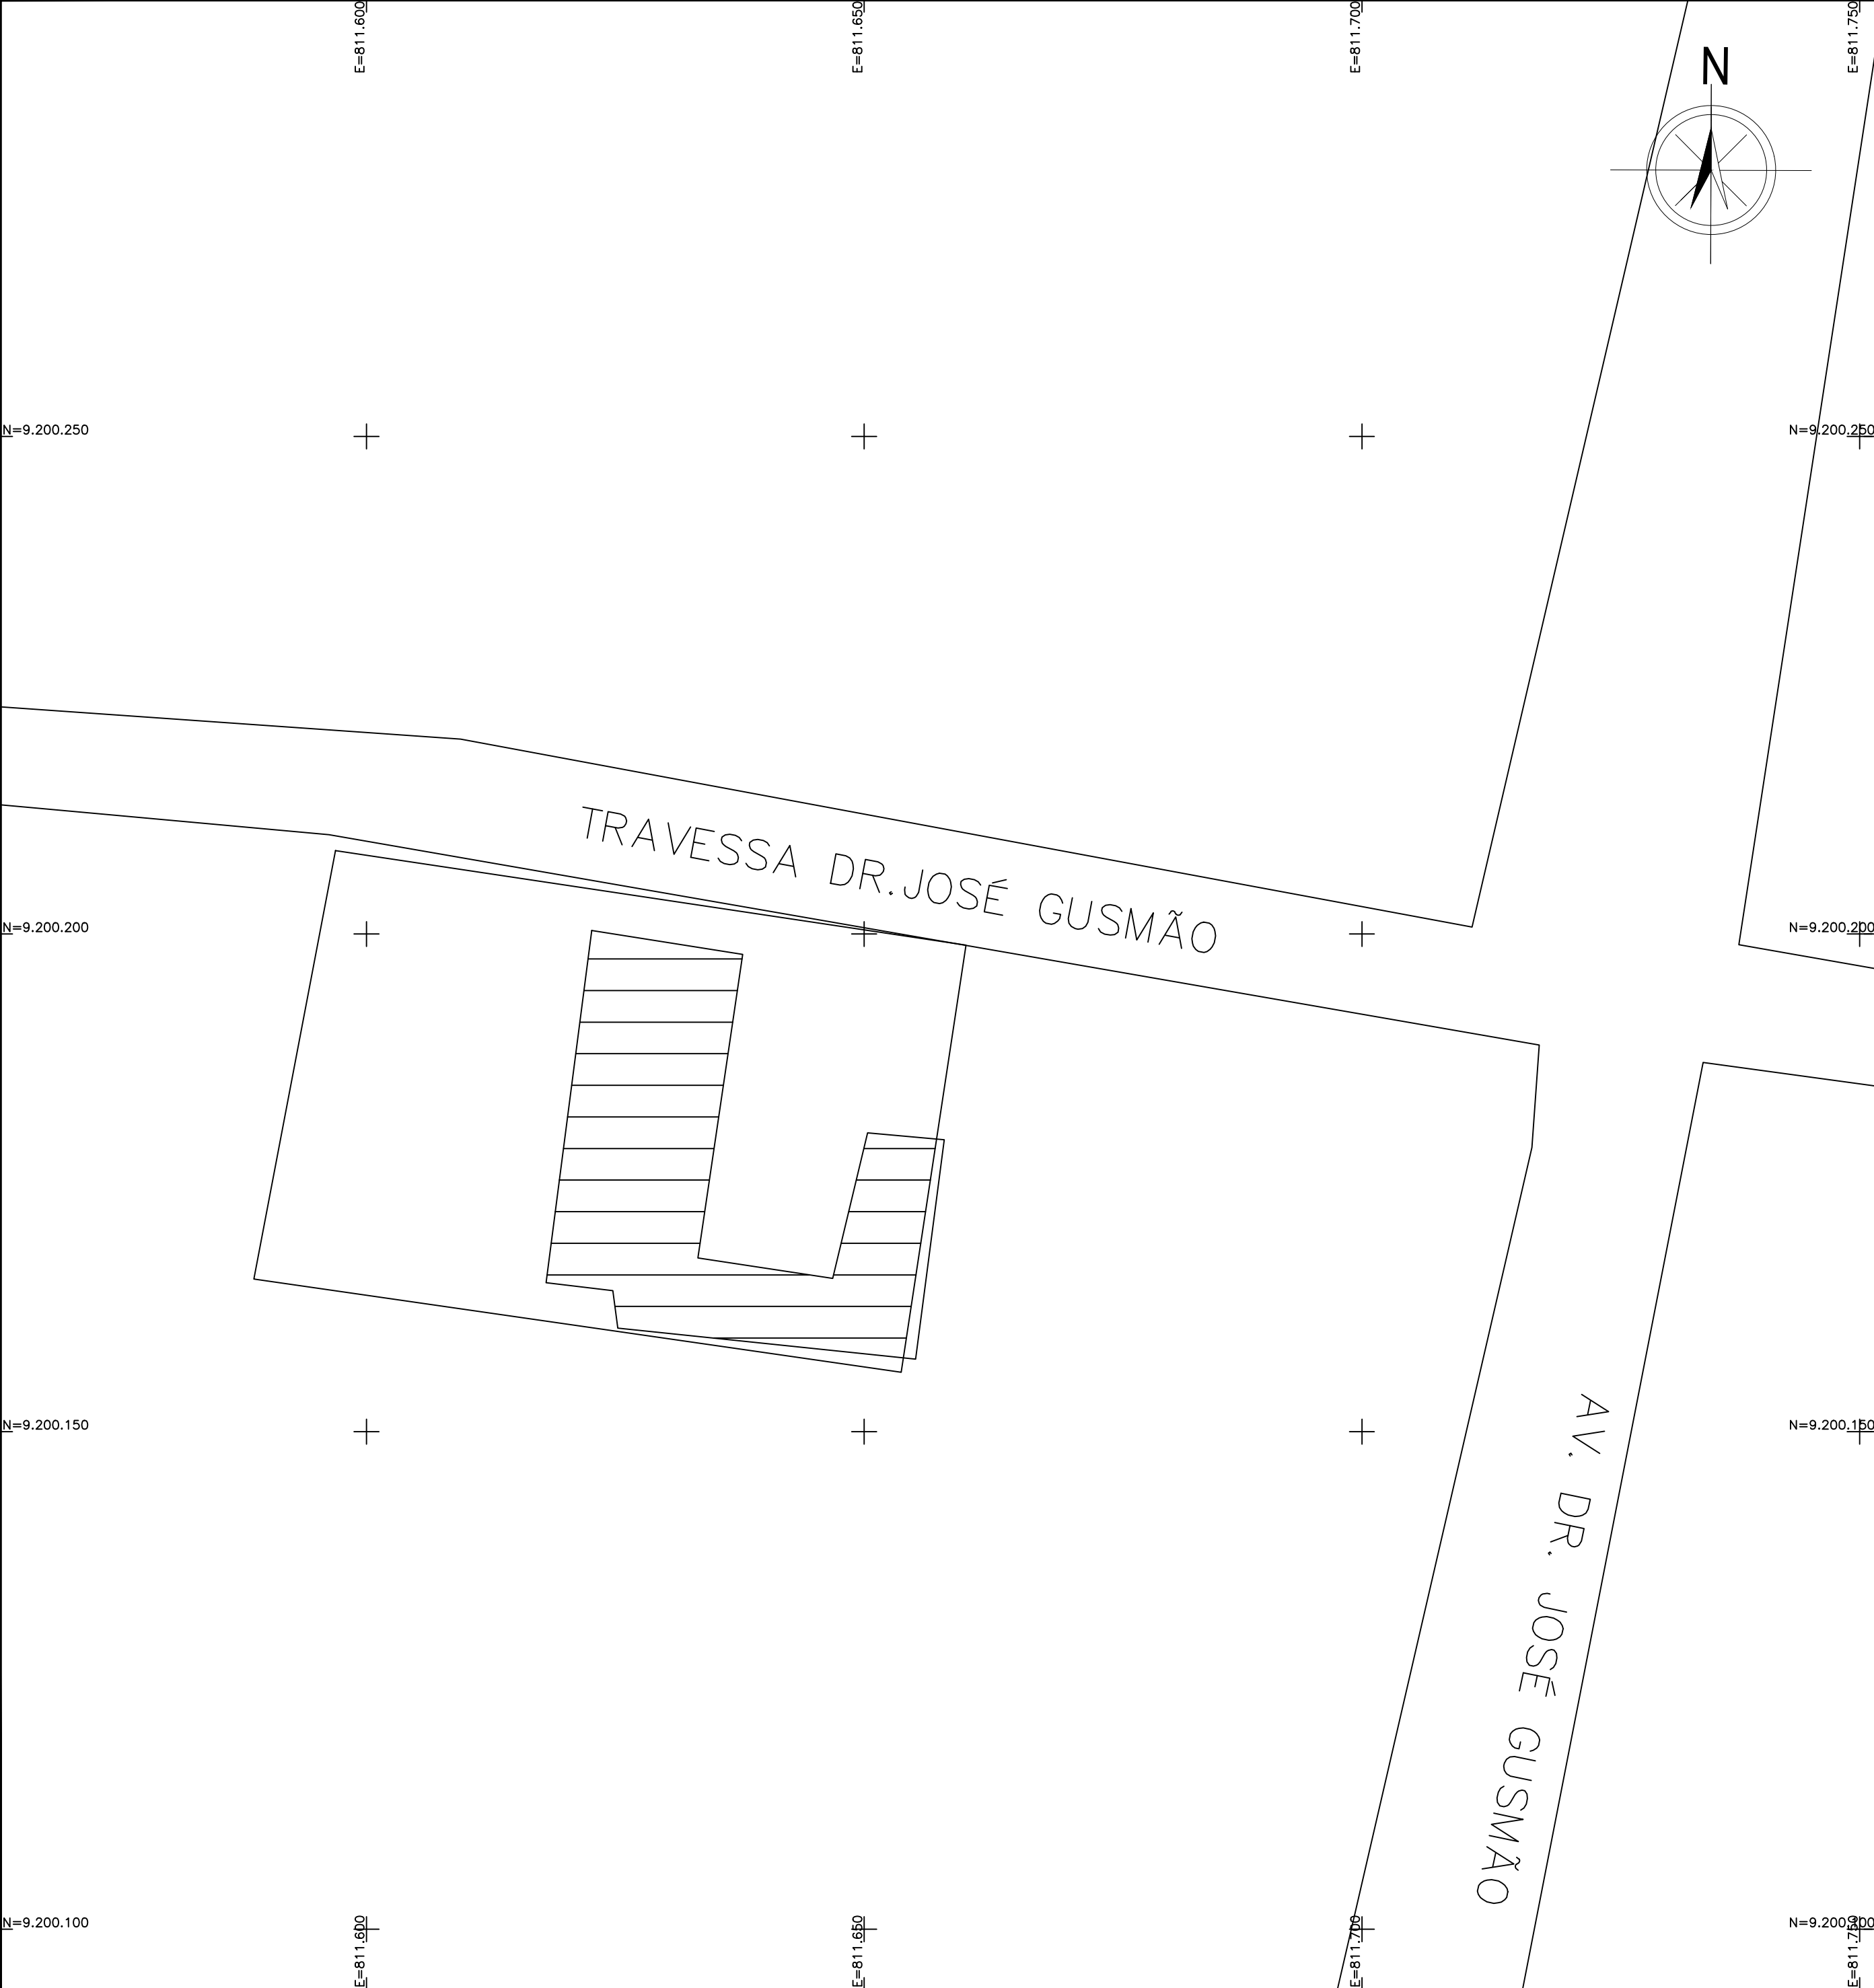 E=811.600
E=811.650
E=811.700
E=811.750
N
N=9.200.250
N=9.200.250
TRAVESSA DR.JOSÉ GUSMÃO
N=9.200.200
N=9.200.200
N=9.200.150
N=9.200.150
AV. DR. JOSÉ GUSMÃO
N=9.200.100
N=9.200.100
E=811.600
E=811.650
E=811.700
E=811.750